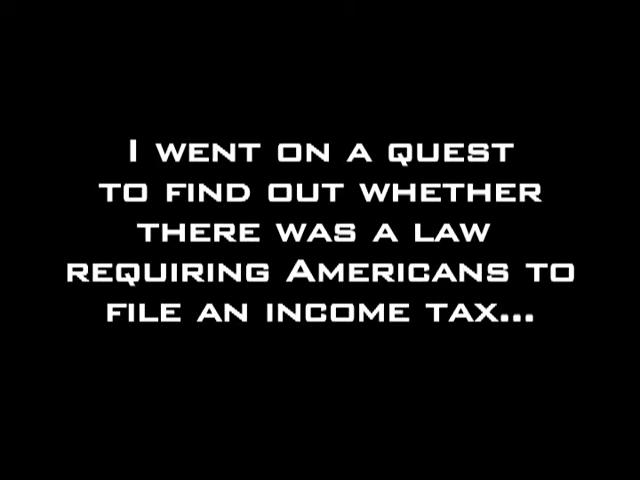 I went on a quest
to find out whether
there was a law
requiring Americans to
file an income tax...